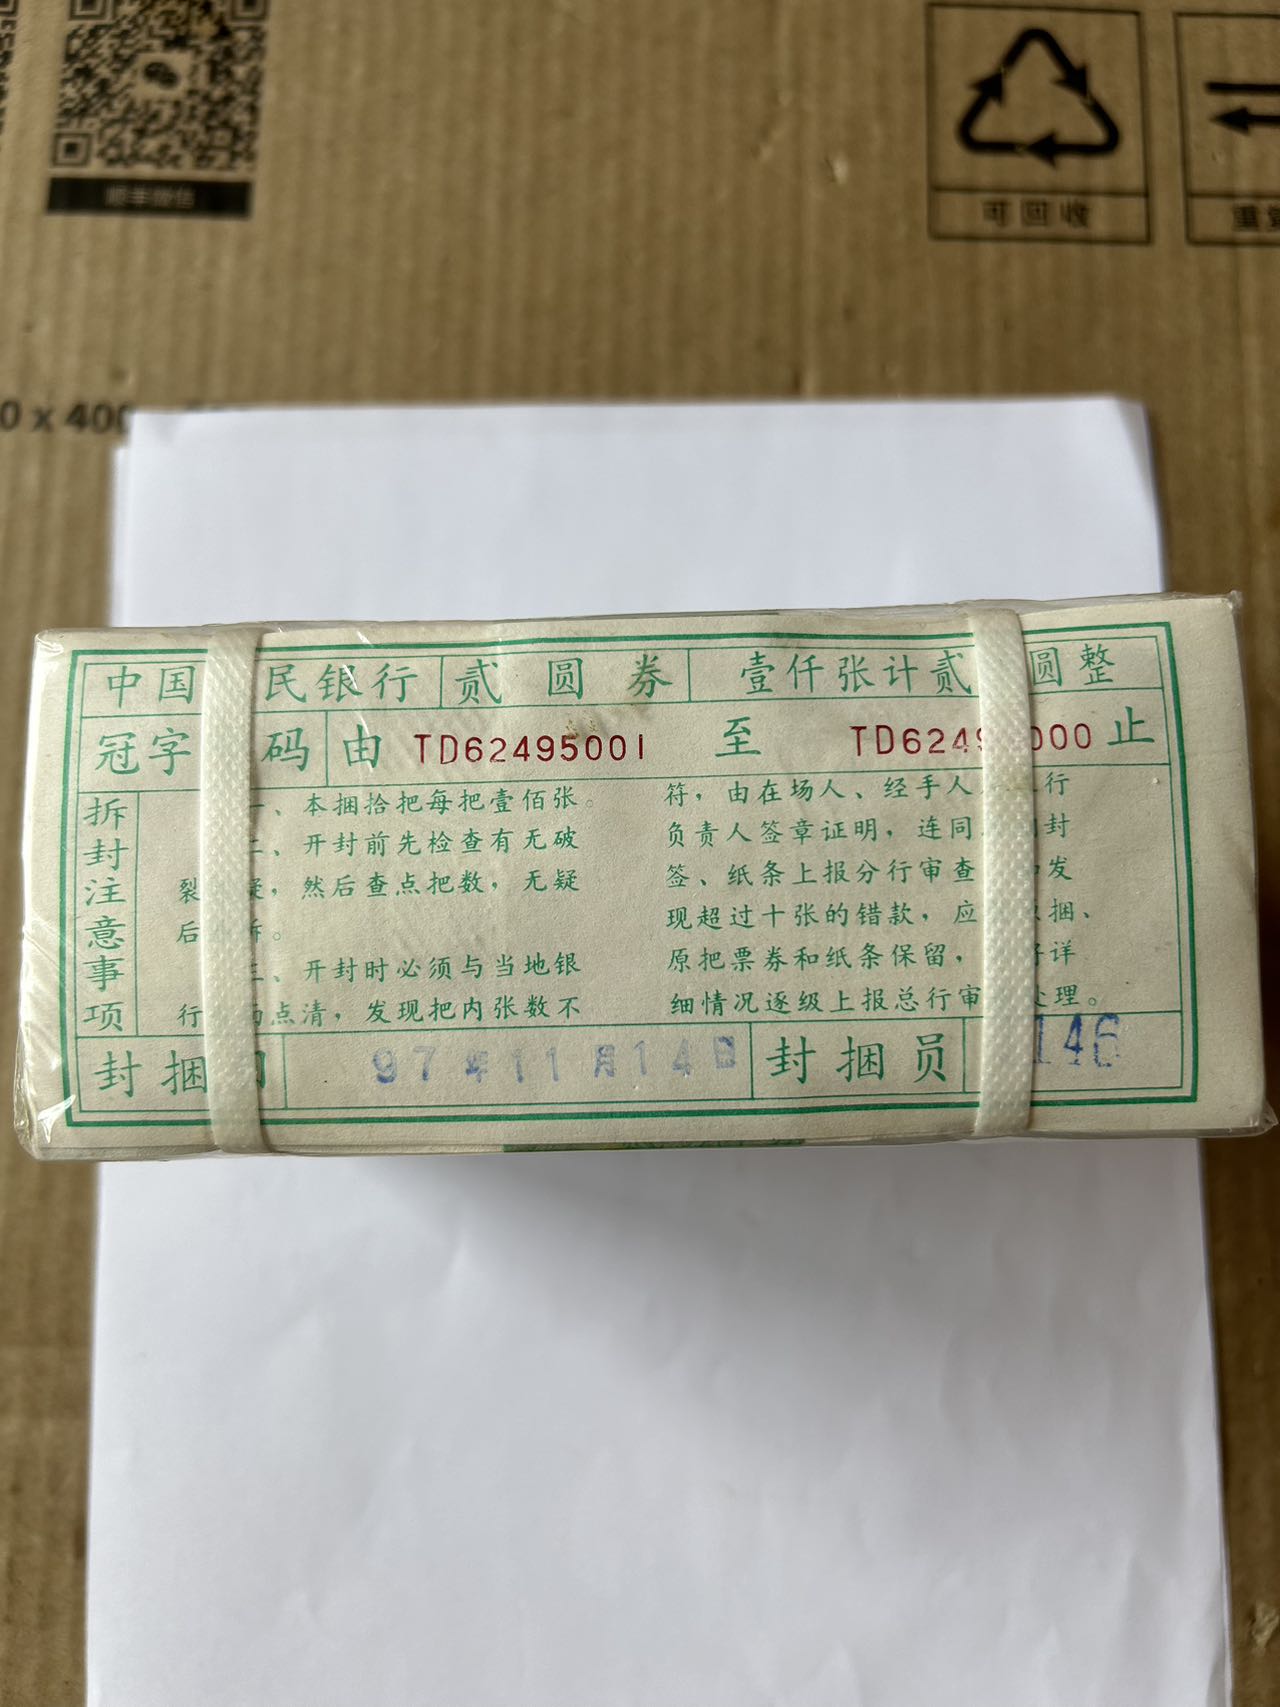 可回收
重
0 x 400
中国 民银行 贰圆券 壹仟张计贰 圆整
冠字 码 由 TD62495001 至 TD6249 000 止
拆封注意事项
一、本捆拾把每把壹佰张。
二、开封前先检查有无破
裂 疑，然后查点把数，无疑
后 拆。
三、开封时必须与当地银
行 点清，发现把内张数不
符，由在场人、经手人 行
负责人签章证明，连同 封
签、纸条上报分行审查 发
现超过十张的错款，应 捆、
原把票券和纸条保留， 详
细情况逐级上报总行审 处理。
封捆 97年11月14日 封捆员 146